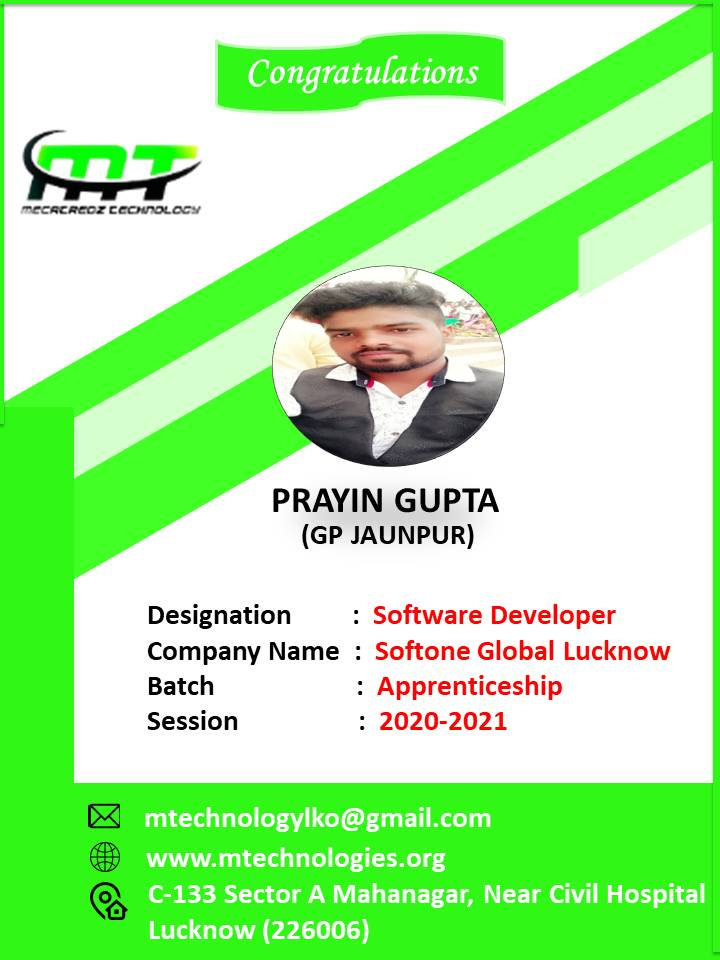 Congratulations
MT
MECATREDZ TECHNOLOGY
PRAYIN GUPTA
(GP JAUNPUR)
Designation : Software Developer
Company Name : Softone Global Lucknow
Batch : Apprenticeship
Session : 2020-2021
mtechnologylko@gmail.com
www.mtechnologies.org
C-133 Sector A Mahanagar, Near Civil Hospital
Lucknow (226006)